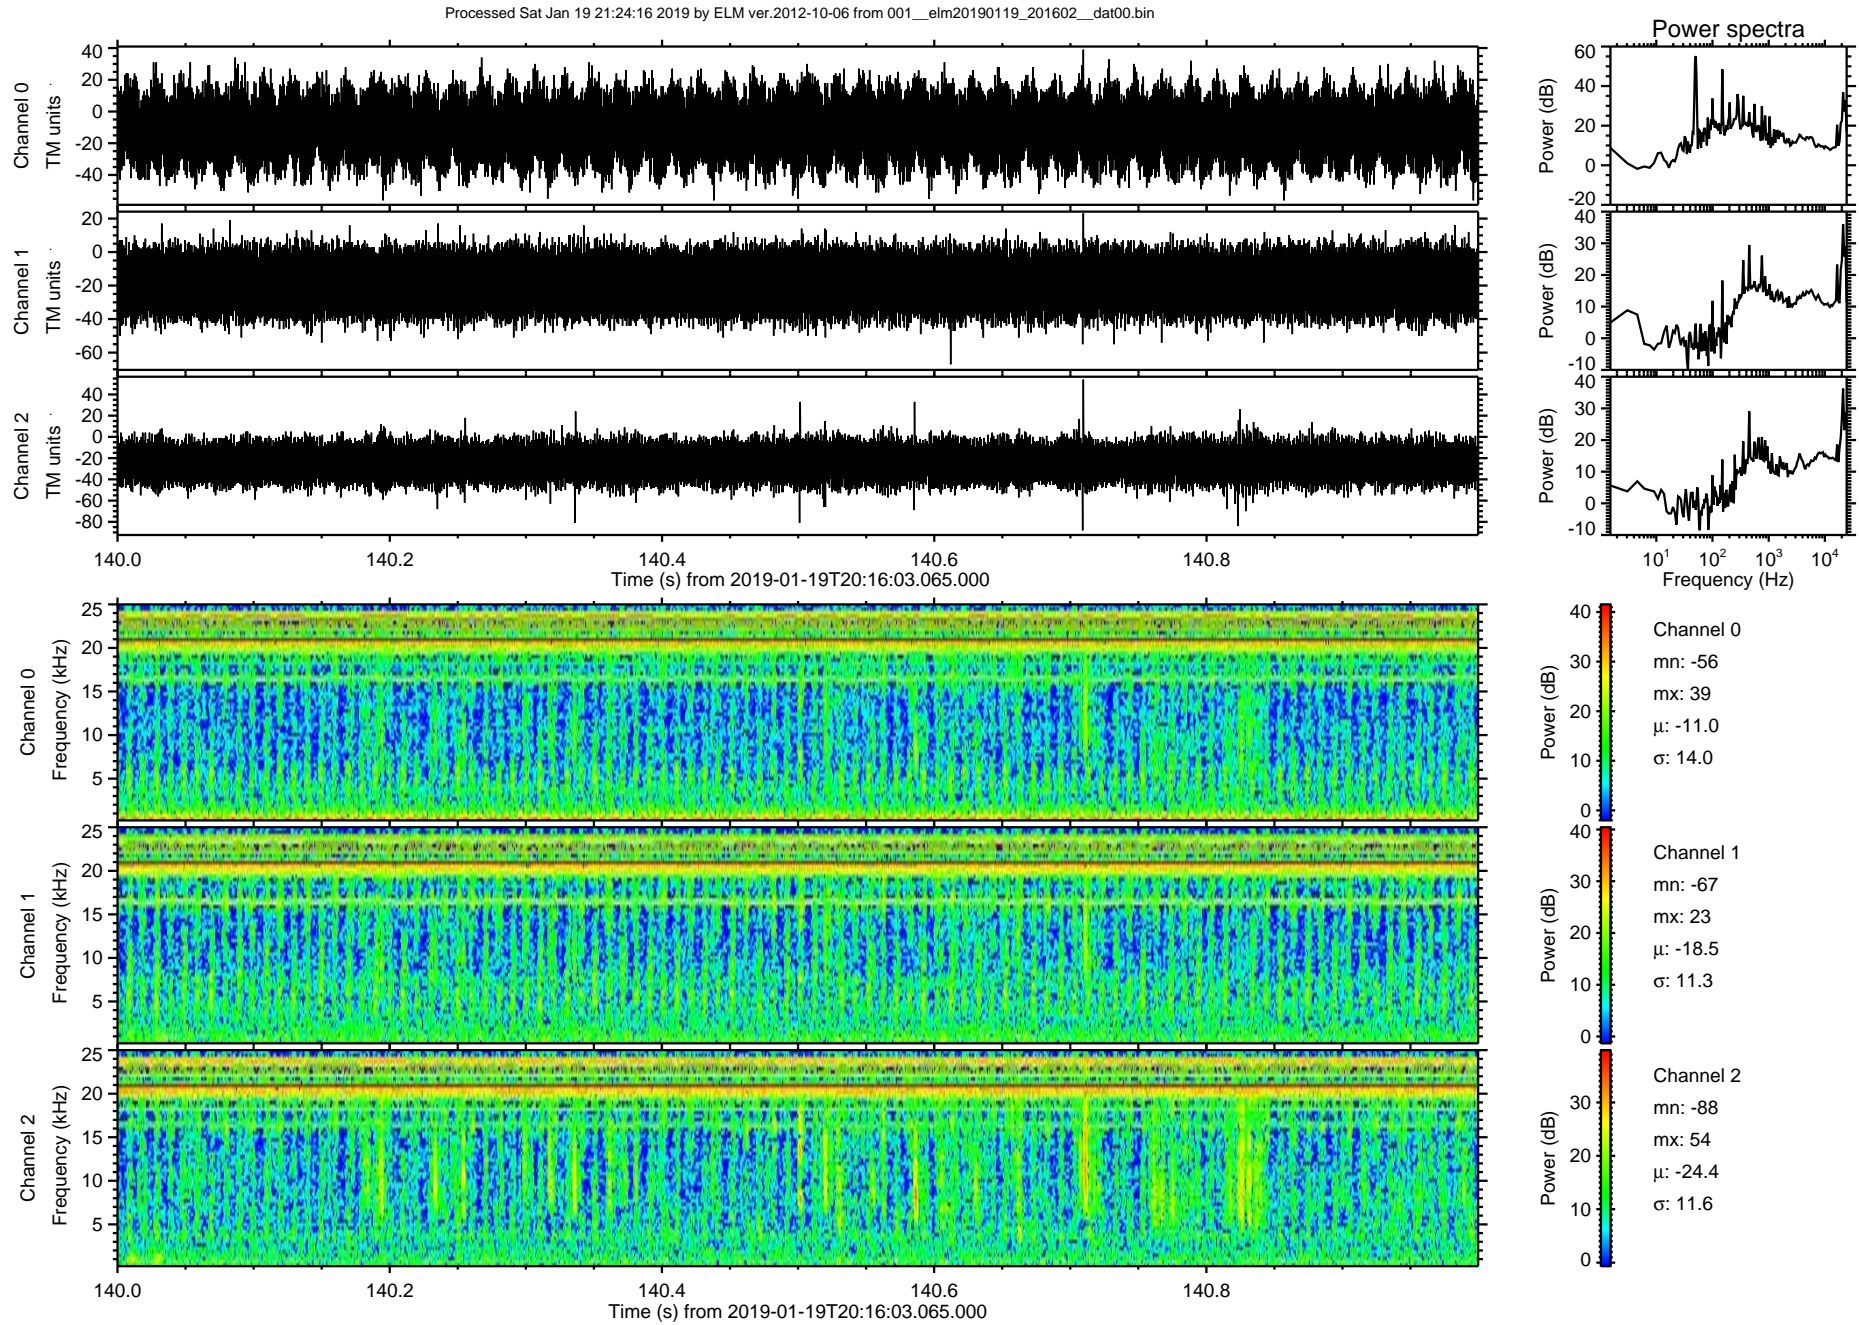 Processed Sat Jan 19 21:24:16 2019 by ELM ver.2012-10-06 from 001__elm20190119_201602__dat00.bin
Power spectra
Channel 0
TM units
40
20
0
-20
-40
Power (dB)
60
40
20
0
-20
Channel 1
TM units
20
0
-20
-40
-60
Power (dB)
40
30
20
10
0
-10
Channel 2
TM units
40
20
0
-20
-40
-60
-80
Power (dB)
40
30
20
10
0
-10
140.0 140.2 140.4 140.6 140.8
Time (s) from 2019-01-19T20:16:03.065.000
10¹ 10² 10³ 10⁴
Frequency (Hz)
Channel 0
Frequency (kHz)
25
20
15
10
5
Power (dB)
40
30
20
10
0
Channel 0
mn: -56
mx: 39
μ: -11.0
σ: 14.0
Channel 1
Frequency (kHz)
25
20
15
10
5
Power (dB)
40
30
20
10
0
Channel 1
mn: -67
mx: 23
μ: -18.5
σ: 11.3
Channel 2
Frequency (kHz)
25
20
15
10
5
Power (dB)
30
20
10
0
Channel 2
mn: -88
mx: 54
μ: -24.4
σ: 11.6
140.0 140.2 140.4 140.6 140.8
Time (s) from 2019-01-19T20:16:03.065.000